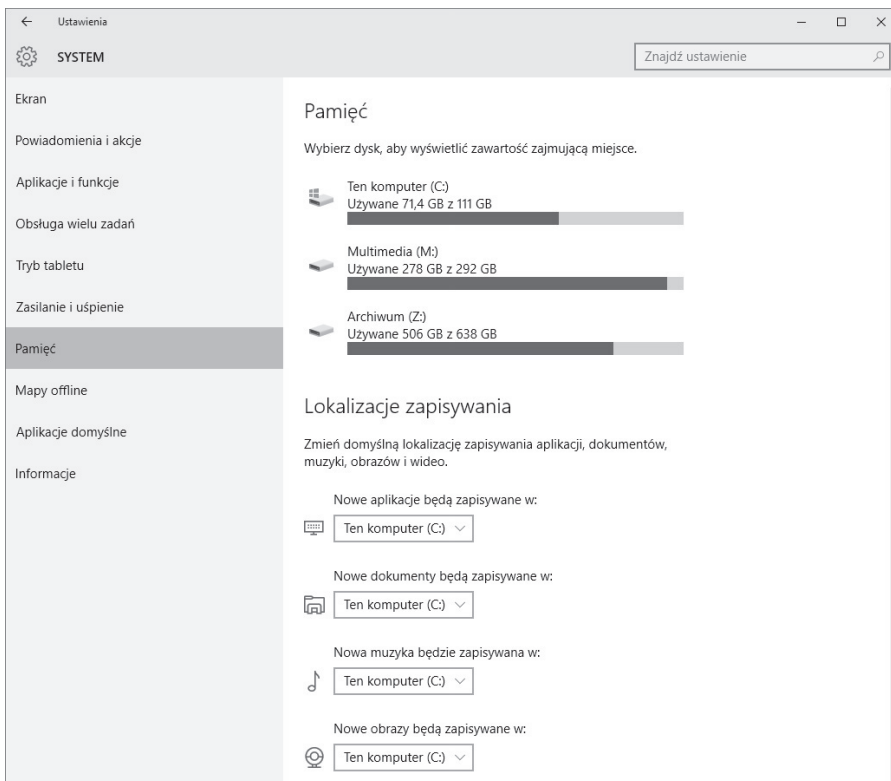 Ustawienia
SYSTEM
Znajdź ustawienie
Ekran
Powiadomienia i akcje
Aplikacje i funkcje
Obsługa wielu zadań
Tryb tabletu
Zasilanie i uśpienie
Pamięć
Mapy offline
Aplikacje domyślne
Informacje
Pamięć
Wybierz dysk, aby wyświetlić zawartość zajmującą miejsce.
Ten komputer (C:)
Używane 71,4 GB z 111 GB
Multimedia (M:)
Używane 278 GB z 292 GB
Archiwum (Z:)
Używane 506 GB z 638 GB
Lokalizacje zapisywania
Zmień domyślną lokalizację zapisywania aplikacji, dokumentów,
muzyki, obrazów i wideo.
Nowe aplikacje będą zapisywane w:
Ten komputer (C:)
Nowe dokumenty będą zapisywane w:
Ten komputer (C:)
Nowa muzyka będzie zapisywana w:
Ten komputer (C:)
Nowe obrazy będą zapisywane w:
Ten komputer (C:)